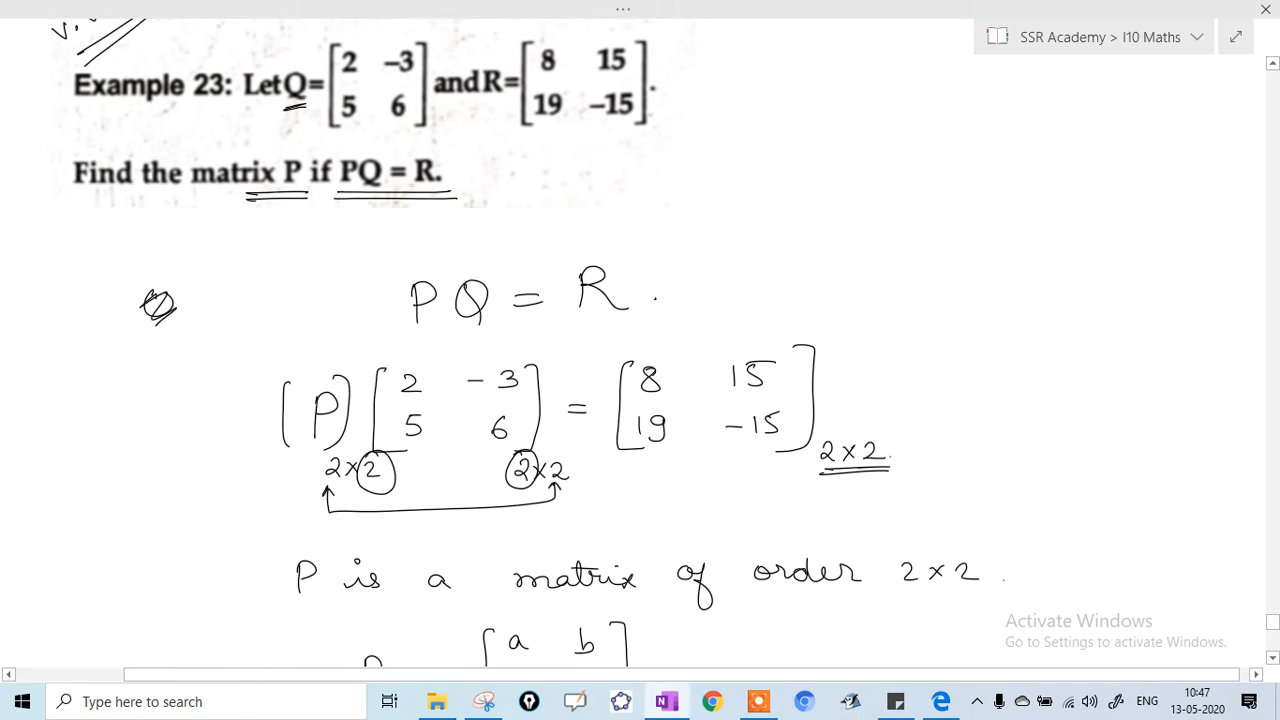 SSR Academy > I10 Maths
Example 23: Let Q= [2 -3 and R= [8 15
5 6] 19 -15].
Find the matrix P if PQ = R.
PQ = R.
(P) [2 -3 = [8 15
5 6] 19 -15]
2×2 2×2 2×2.
P is a matrix of order 2×2.
[a b]
Activate Windows
Go to Settings to activate Windows.
Type here to search
ENG
10:47
13-05-2020